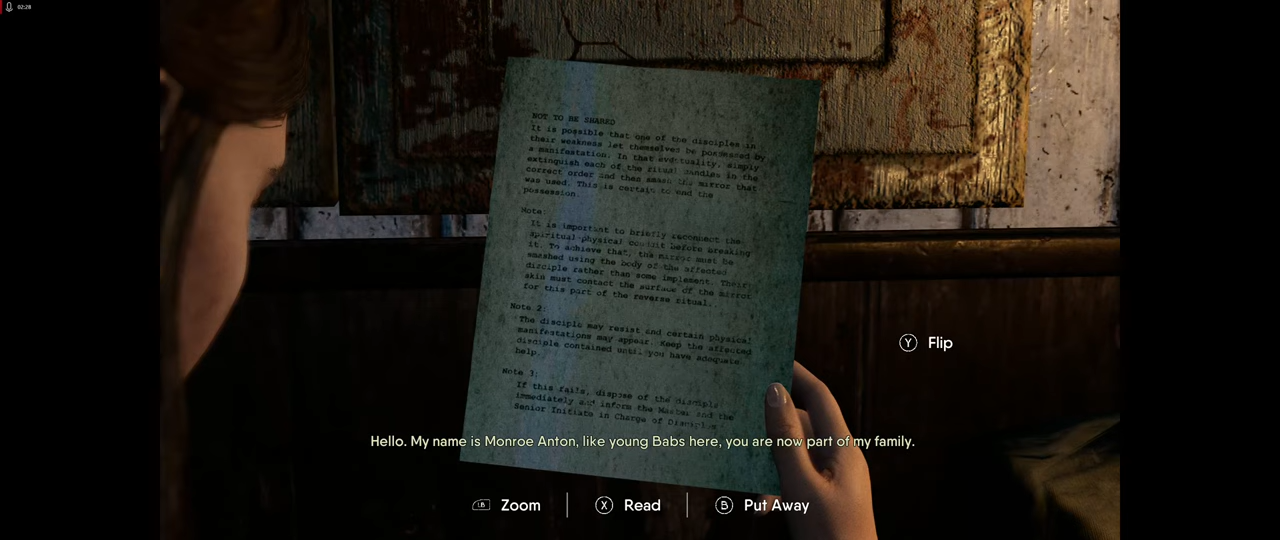 02:28
NOT TO BE SHARED
It is possible that one of the disciples in
their weakness let themselves be possessed by
a manifestation. In that eventuality, simply
extinguish each of the ritual candles in the
correct order and then smash the mirror that
was used. This is certain to end the
possession.
Note:
It is important to briefly reconnect the
spiritual-physical conduit before breaking
it. To achieve that, the mirror must be
smashed using the body of the affected
disciple rather than some implement. Their
skin must contact the surface of the mirror
for this part of the reverse ritual.
Note 2:
The disciple may resist and certain physical
manifestations may appear. Keep the affected
disciple contained until you have adequate
help.
Note 3:
If this fails, dispose of the disciple
immediately and inform the Master and the
Senior Initiate in Charge of Disciples
Hello. My name is Monroe Anton, like young Babs here, you are now part of my family.
Y Flip
LB Zoom X Read B Put Away